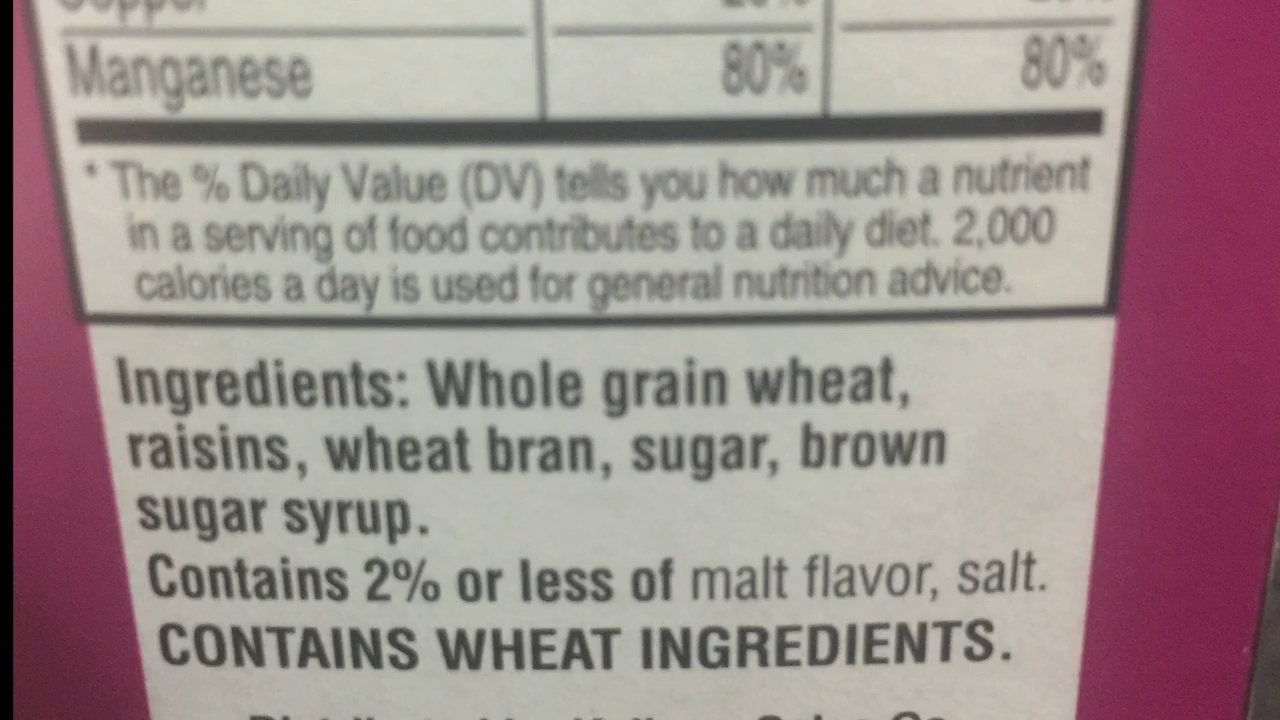 Copper
Manganese 80% 80%
* The % Daily Value (DV) tells you how much a nutrient
in a serving of food contributes to a daily diet. 2,000
calories a day is used for general nutrition advice.
Ingredients: Whole grain wheat,
raisins, wheat bran, sugar, brown
sugar syrup.
Contains 2% or less of malt flavor, salt.
CONTAINS WHEAT INGREDIENTS.